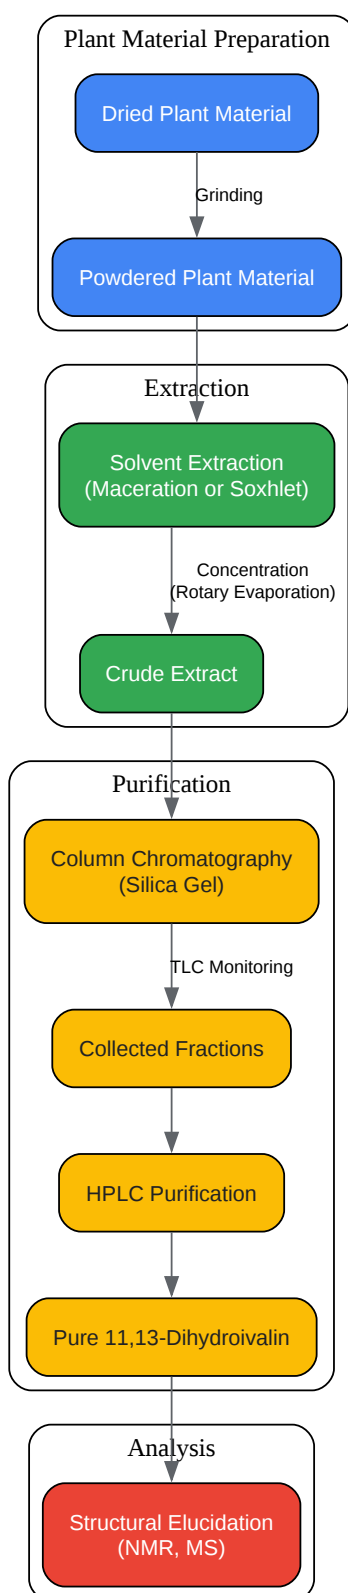 Plant Material Preparation
Dried Plant Material
Grinding
Powdered Plant Material
Extraction
Solvent Extraction
(Maceration or Soxhlet)
Concentration
(Rotary Evaporation)
Crude Extract
Purification
Column Chromatography
(Silica Gel)
TLC Monitoring
Collected Fractions
HPLC Purification
Pure 11,13-Dihydroivalin
Analysis
Structural Elucidation
(NMR, MS)